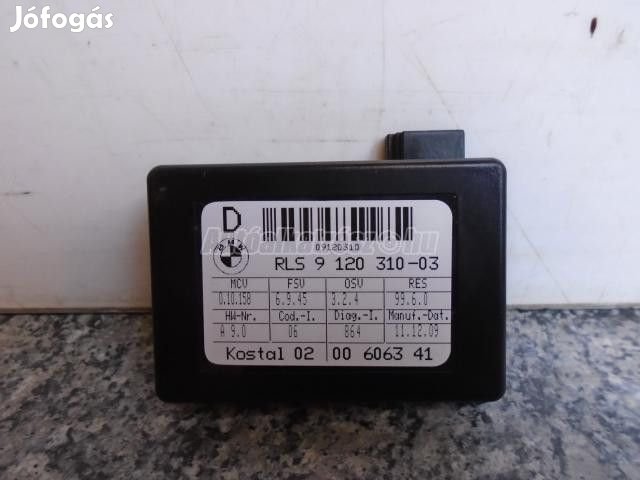 Jófogás
D
BMW
09120310
RLS 9 120 310-03
MCV FSV OSV RES
0.10.158 6.9.45 3.2.4 99.6.0
HW-Nr. Cod.-I. Diag.-I. Manuf.-Dat.
A 9.0 06 864 11.12.09
Kostal 02 00 6063 41